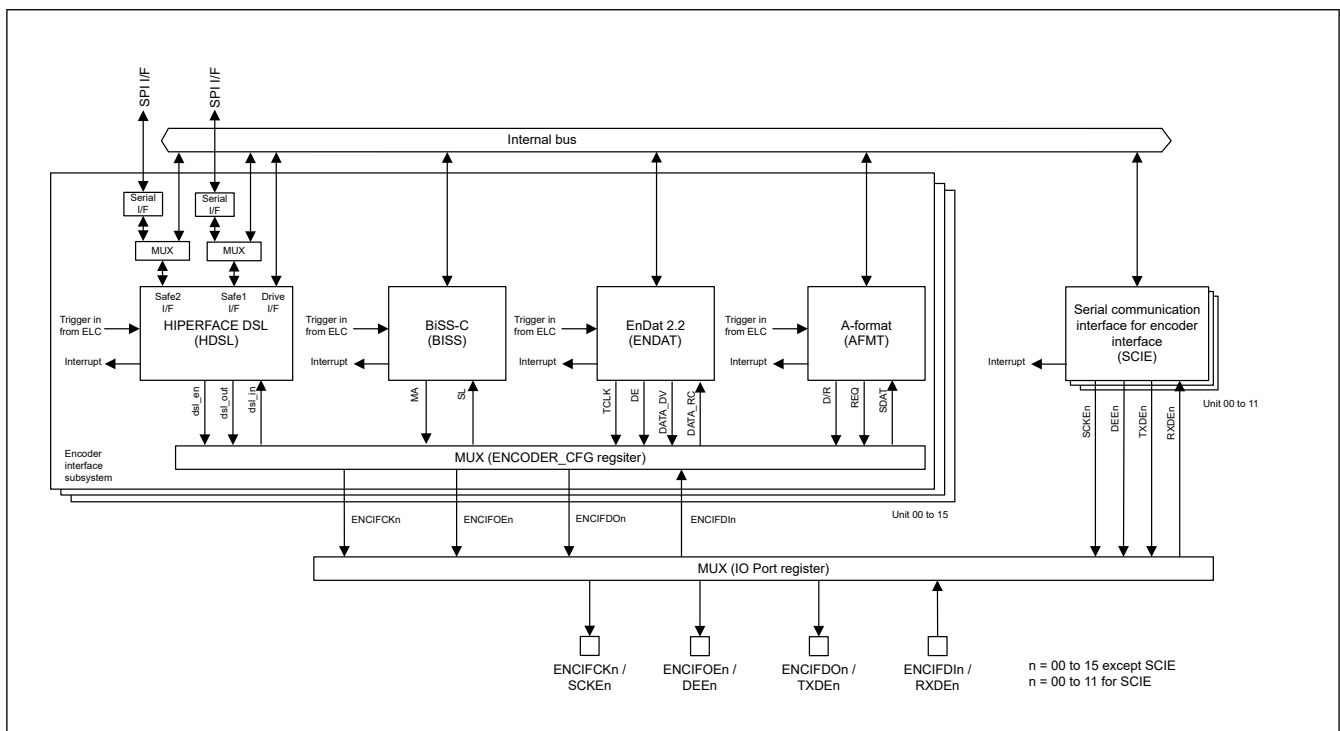 SPI I/F
SPI I/F
Internal bus
Serial
I/F
Serial
I/F
MUX
MUX
Safe2
I/F
Safe1
I/F
Drive
I/F
HIPERFACE DSL
(HDSL)
Trigger in
from ELC
Interrupt
BiSS-C
(BISS)
Trigger in
from ELC
Interrupt
EnDat 2.2
(ENDAT)
Trigger in
from ELC
Interrupt
A-format
(AFMT)
Trigger in
from ELC
Interrupt
Serial communication
interface for encoder
interface
(SCIE)
Interrupt
Unit 00 to 11
dsl_en
dsl_out
dsl_in
MA
SL
TCLK
DE
DATA_DV
DATA_RC
D/R
REQ
SDAT
SCKEn
DEEn
TXDEn
RXDEn
Encoder
interface
subsystem
MUX (ENCODER_CFG regsiter)
Unit 00 to 15
ENCIFCKn
ENCIFOEn
ENCIFDOn
ENCIFDIn
MUX (IO Port register)
ENCIFCKn /
SCKEn
ENCIFOEn /
DEEn
ENCIFDOn /
TXDEn
ENCIFDIn /
RXDEn
n = 00 to 15 except SCIE
n = 00 to 11 for SCIE